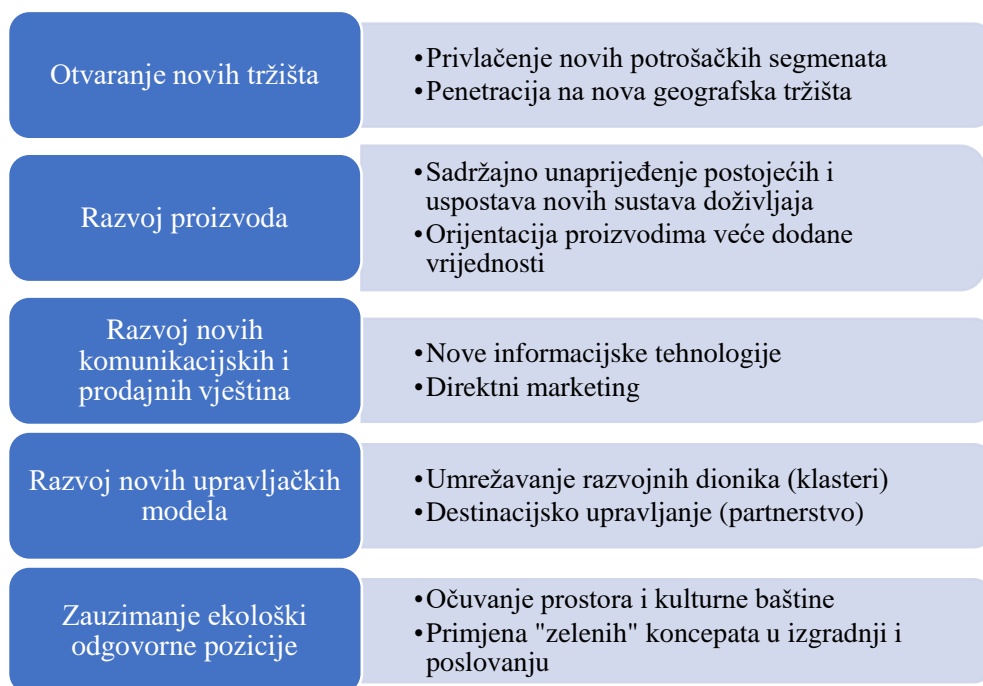 Otvaranje novih tržišta
•Privlačenje novih potrošačkih segmenata
•Penetracija na nova geografska tržišta
Razvoj proizvoda
•Sadržajno unaprijeđenje postojećih i
uspostava novih sustava doživljaja
•Orijentacija proizvodima veće dodane
vrijednosti
Razvoj novih
komunikacijskih i
prodajnih vještina
•Nove informacijske tehnologije
•Direktni marketing
Razvoj novih upravljačkih
modela
•Umrežavanje razvojnih dionika (klasteri)
•Destinacijsko upravljanje (partnerstvo)
Zauzimanje ekološki
odgovorne pozicije
•Očuvanje prostora i kulturne baštine
•Primjena "zelenih" koncepata u izgradnji i
poslovanju